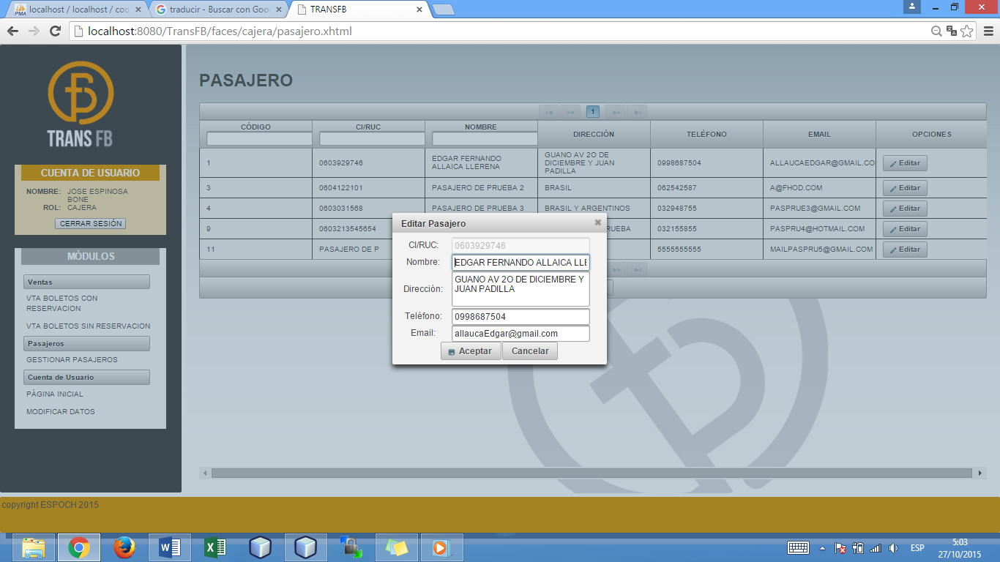 localhost / localhost / coo
traducir - Buscar con Goo
TRANSFB
localhost:8080/TransFB/faces/cajera/pasajero.xhtml
TRANS FB
CUENTA DE USUARIO
NOMBRE: JOSE ESPINOSA
BONE
ROL: CAJERA
CERRAR SESIÓN
MÓDULOS
Ventas
VTA BOLETOS CON
RESERVACION
VTA BOLETOS SIN RESERVACION
Pasajeros
GESTIONAR PASAJEROS
Cuenta de Usuario
PÁGINA INICIAL
MODIFICAR DATOS
PASAJERO
1
CÓDIGO CI/RUC NOMBRE DIRECCIÓN TELÉFONO EMAIL OPCIONES
1 0603929746 EDGAR FERNANDO ALLAICA LLERENA GUANO AV 2O DE DICIEMBRE Y JUAN PADILLA 0998687504 ALLAUCAEDGAR@GMAIL.CO Editar
3 0604122101 PASAJERO DE PRUEBA 2 BRASIL 062542587 A@FHOD.COM Editar
4 0603031568 PASAJERO DE PRUEBA 3 BRASIL Y ARGENTINOS 032948755 PASPRUE3@GMAIL.COM Editar
9 0603213545654 RUEBA 032155855 PASPRU4@HOTMAIL.COM Editar
11 PASAJERO DE P 5555555555 MAILPASPRU5@GMAIL.COM Editar
Editar Pasajero
CI/RUC: 0603929746
Nombre: EDGAR FERNANDO ALLAICA LLE
Dirección: GUANO AV 2O DE DICIEMBRE Y
JUAN PADILLA
Teléfono: 0998687504
Email: allaucaEdgar@gmail.com
Aceptar Cancelar
copyright ESPOCH 2015
ESP
5:03
27/10/2015